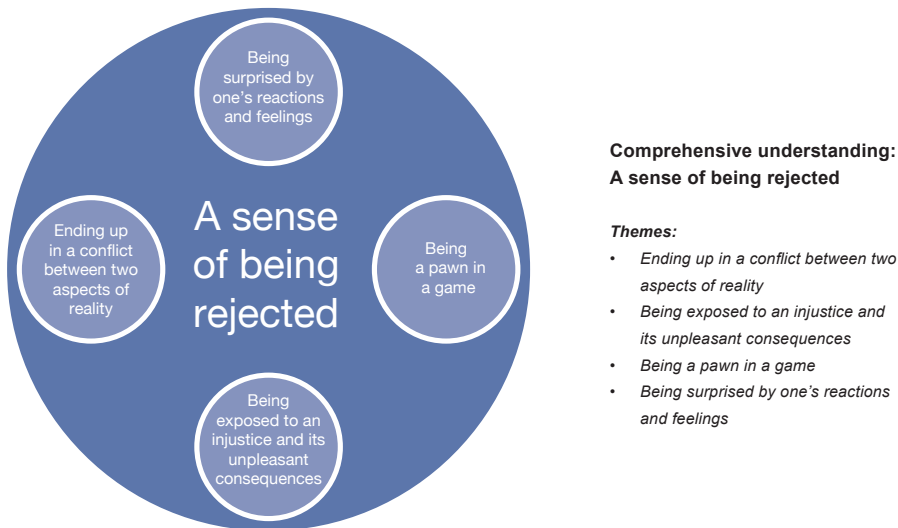 Being
surprised by
one's reactions
and feelings
Ending up
in a conflict
between two
aspects of
reality
A sense
of being
rejected
Being
a pawn in
a game
Being
exposed to an
injustice and its
unpleasant
consequences
Comprehensive understanding:
A sense of being rejected
Themes:
• Ending up in a conflict between two
aspects of reality
• Being exposed to an injustice and
its unpleasant consequences
• Being a pawn in a game
• Being surprised by one's reactions
and feelings